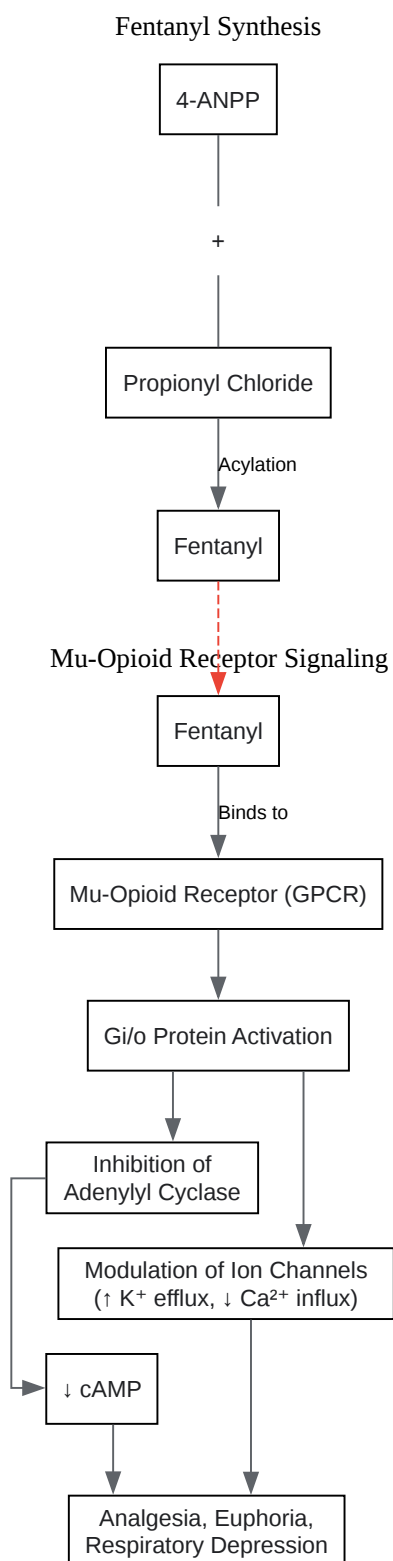 Fentanyl Synthesis
4-ANPP
+
Propionyl Chloride
Acylation
Fentanyl
Mu-Opioid Receptor Signaling
Fentanyl
Binds to
Mu-Opioid Receptor (GPCR)
Gi/o Protein Activation
Inhibition of
Adenylyl Cyclase
Modulation of Ion Channels
(↑ K⁺ efflux, ↓ Ca²⁺ influx)
↓ cAMP
Analgesia, Euphoria,
Respiratory Depression